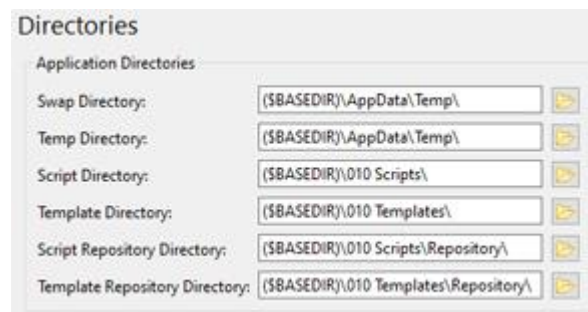 Directories
Application Directories
Swap Directory: ($BASEDIR)\AppData\Temp\
Temp Directory: ($BASEDIR)\AppData\Temp\
Script Directory: ($BASEDIR)\010 Scripts\
Template Directory: ($BASEDIR)\010 Templates\
Script Repository Directory: ($BASEDIR)\010 Scripts\Repository\
Template Repository Directory: ($BASEDIR)\010 Templates\Repository\